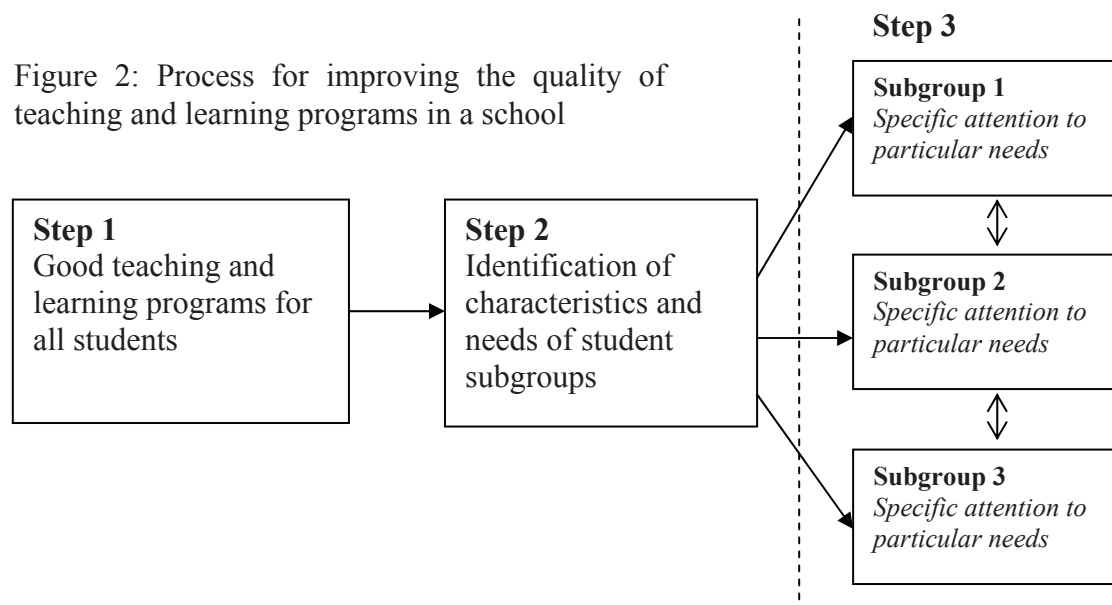 Figure 2: Process for improving the quality of
teaching and learning programs in a school
Step 1
Good teaching and
learning programs for
all students
Step 2
Identification of
characteristics and
needs of student
subgroups
Step 3
Subgroup 1
Specific attention to
particular needs
Subgroup 2
Specific attention to
particular needs
Subgroup 3
Specific attention to
particular needs